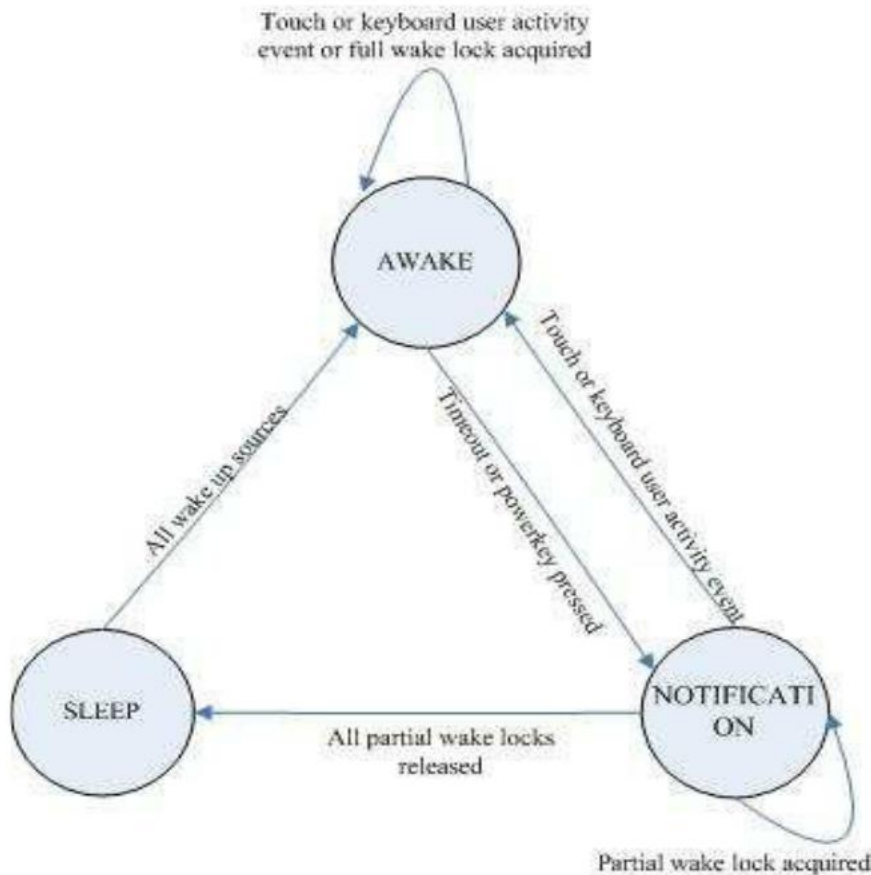 Touch or keyboard user activity
event or full wake lock acquired
AWAKE
Touch or keyboard user activity event
Timeout or powerkey pressed
All wake up sources
SLEEP
NOTIFICATI
ON
All partial wake locks
released
Partial wake lock acquired